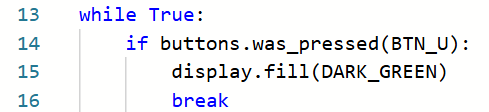 13 while True:
14     if buttons.was_pressed(BTN_U):
15         display.fill(DARK_GREEN)
16         break